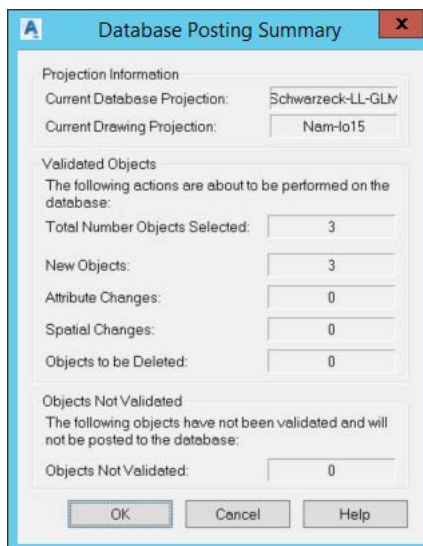 Database Posting Summary
x
Projection Information
Current Database Projection: Schwarzeck-LL-GLM
Current Drawing Projection: Nam-lo15
Validated Objects
The following actions are about to be performed on the
database:
Total Number Objects Selected: 3
New Objects: 3
Attribute Changes: 0
Spatial Changes: 0
Objects to be Deleted: 0
Objects Not Validated
The following objects have not been validated and will
not be posted to the database:
Objects Not Validated: 0
OK Cancel Help